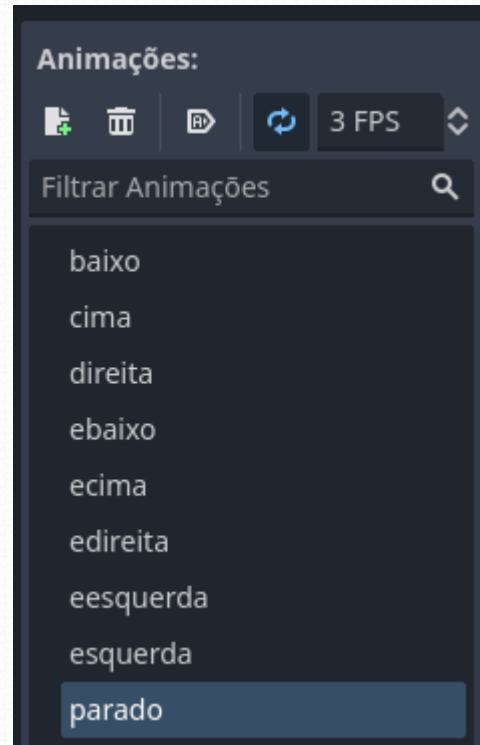 Animações:
3 FPS
Filtrar Animações
baixo
cima
direita
ebaixo
ecima
edireita
eesquerda
esquerda
parado